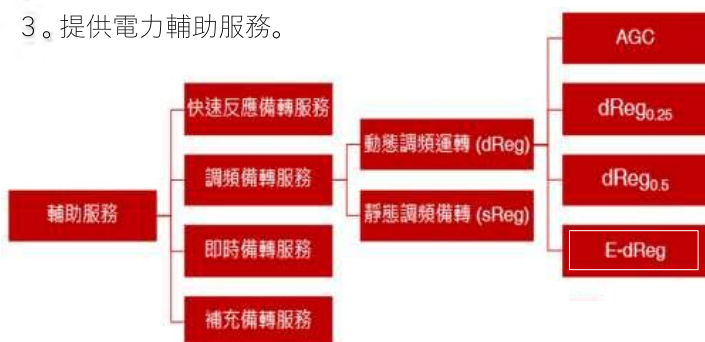 3。提供電力輔助服務。
輔助服務
快速反應備轉服務
調頻備轉服務
即時備轉服務
補充備轉服務
動態調頻運轉 (dReg)
靜態調頻備轉 (sReg)
AGC
dReg0.25
dReg0.5
E-dReg